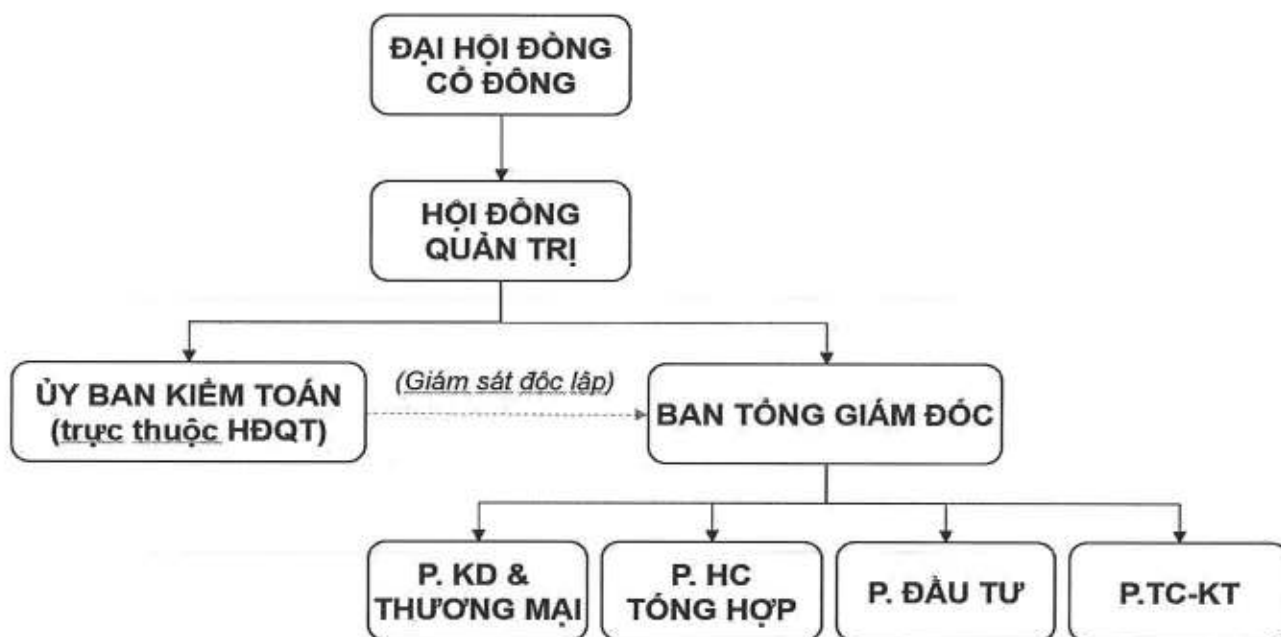 ĐẠI HỘI ĐỒNG
CỔ ĐÔNG
HỘI ĐỒNG
QUẢN TRỊ
ỦY BAN KIỂM TOÁN
(trực thuộc HĐQT)
(Giám sát độc lập)
BAN TỔNG GIÁM ĐỐC
P. KD &
THƯƠNG MẠI
P. HC
TỔNG HỢP
P. ĐẦU TƯ
P.TC-KT